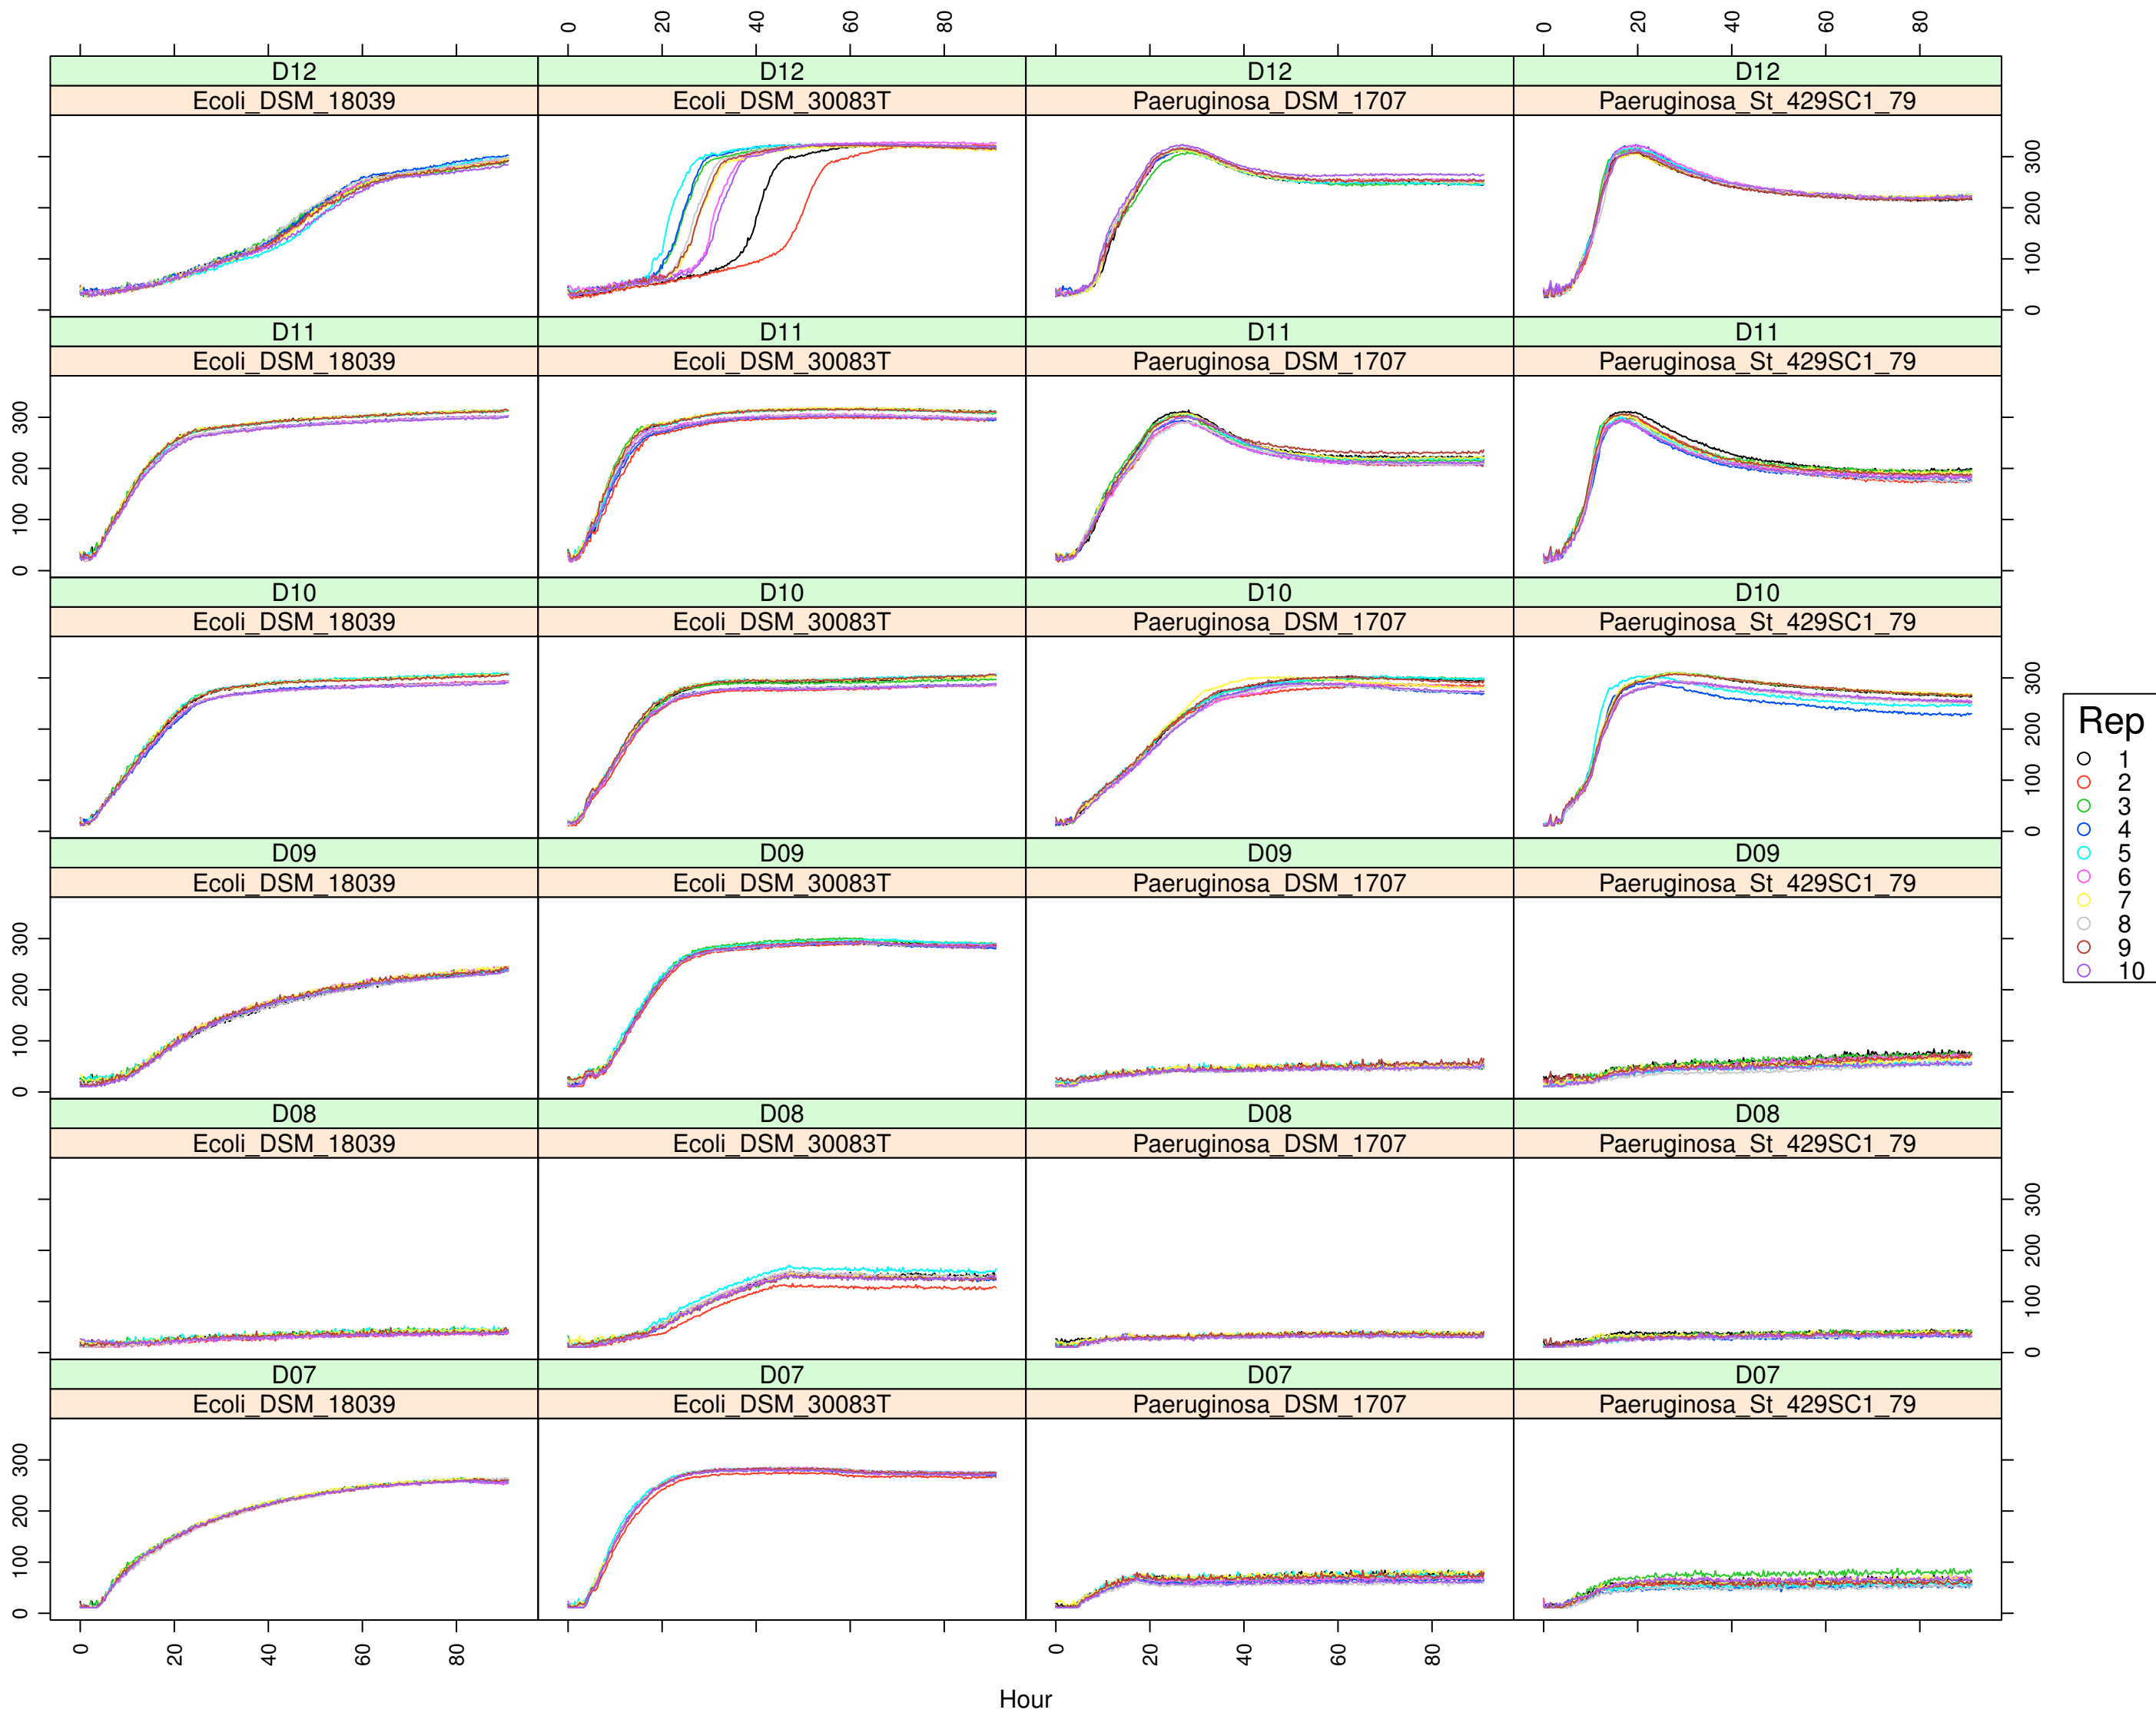 0 20 40 60 80 0 20 40 60 80
D12 D12 D12 D12
Ecoli_DSM_18039 Ecoli_DSM_30083T Paeruginosa_DSM_1707 Paeruginosa_St_429SC1_79
0 100 200 300
D11 D11 D11 D11
Ecoli_DSM_18039 Ecoli_DSM_30083T Paeruginosa_DSM_1707 Paeruginosa_St_429SC1_79
0 100 200 300
D10 D10 D10 D10
Ecoli_DSM_18039 Ecoli_DSM_30083T Paeruginosa_DSM_1707 Paeruginosa_St_429SC1_79
0 100 200 300
D09 D09 D09 D09
Ecoli_DSM_18039 Ecoli_DSM_30083T Paeruginosa_DSM_1707 Paeruginosa_St_429SC1_79
0 100 200 300
D08 D08 D08 D08
Ecoli_DSM_18039 Ecoli_DSM_30083T Paeruginosa_DSM_1707 Paeruginosa_St_429SC1_79
0 100 200 300
D07 D07 D07 D07
Ecoli_DSM_18039 Ecoli_DSM_30083T Paeruginosa_DSM_1707 Paeruginosa_St_429SC1_79
0 100 200 300
0 20 40 60 80 0 20 40 60 80
Hour
Rep
1
2
3
4
5
6
7
8
9
10